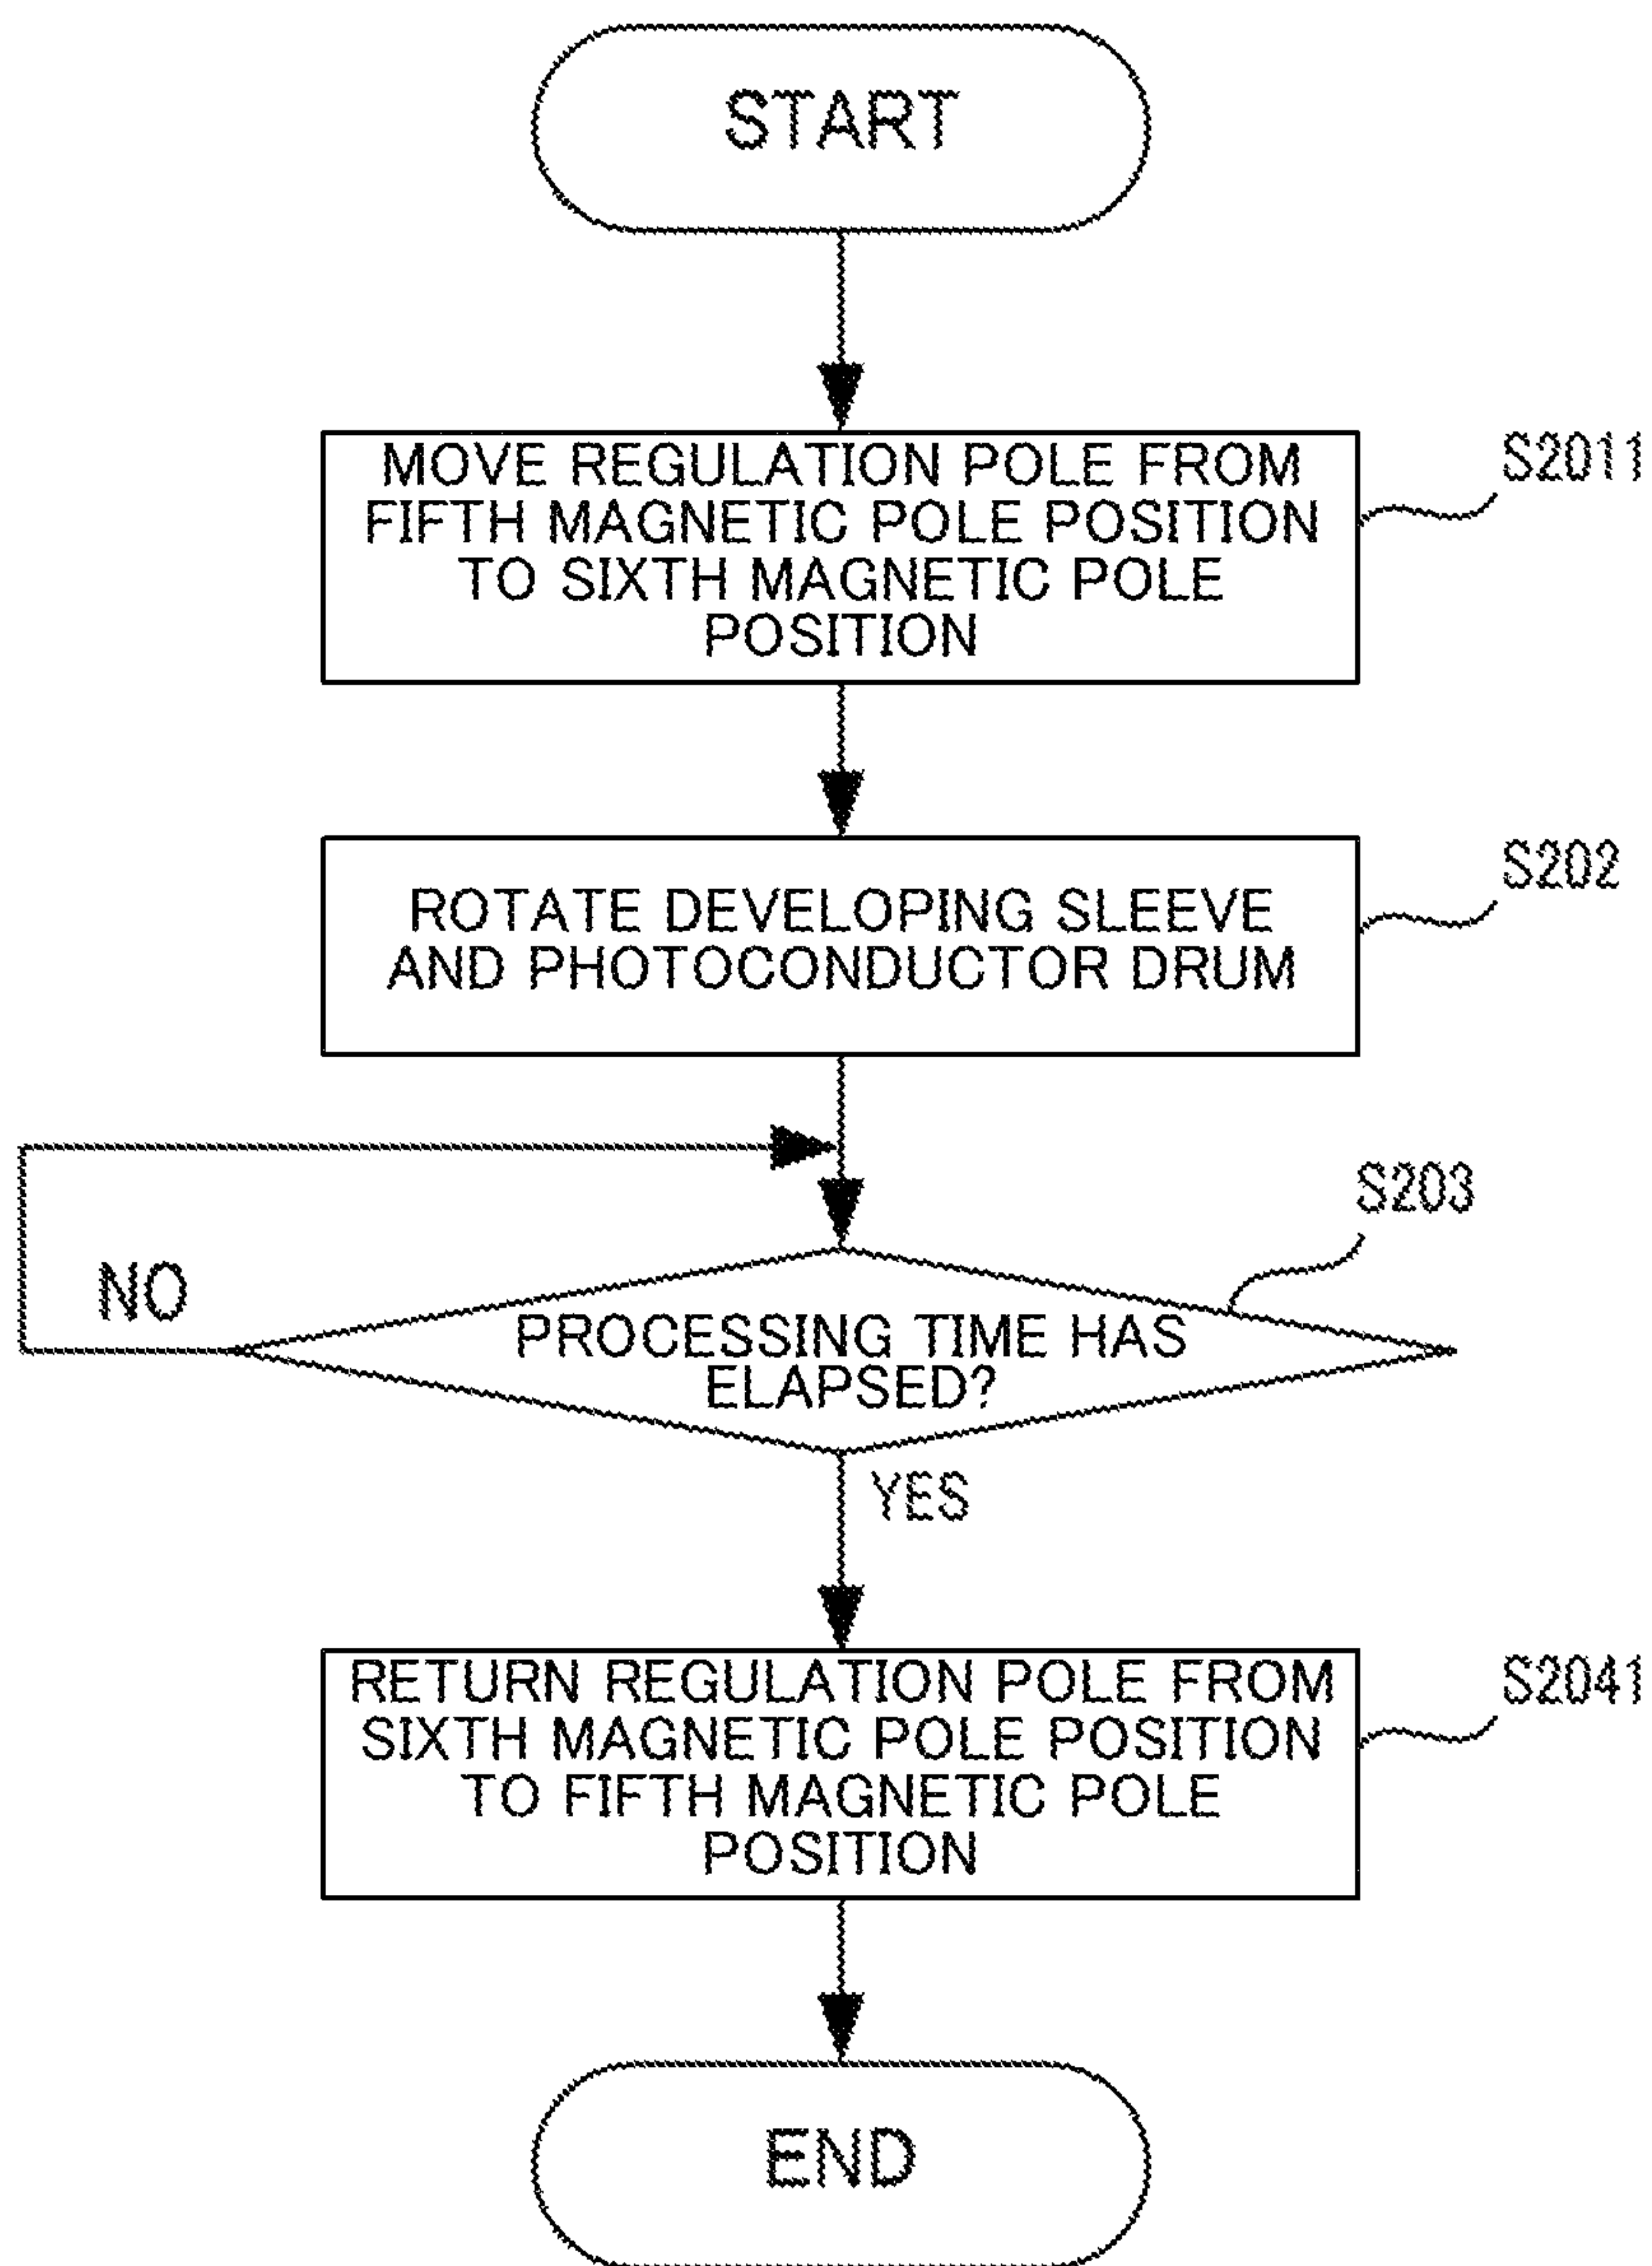 START
MOVE REGULATION POLE FROM
FIFTH MAGNETIC POLE POSITION
TO SIXTH MAGNETIC POLE
POSITION
S2011
ROTATE DEVELOPING SLEEVE
AND PHOTOCONDUCTOR DRUM
S202
S203
NO
PROCESSING TIME HAS
ELAPSED?
YES
RETURN REGULATION POLE FROM
SIXTH MAGNETIC POLE POSITION
TO FIFTH MAGNETIC POLE
POSITION
S2041
END